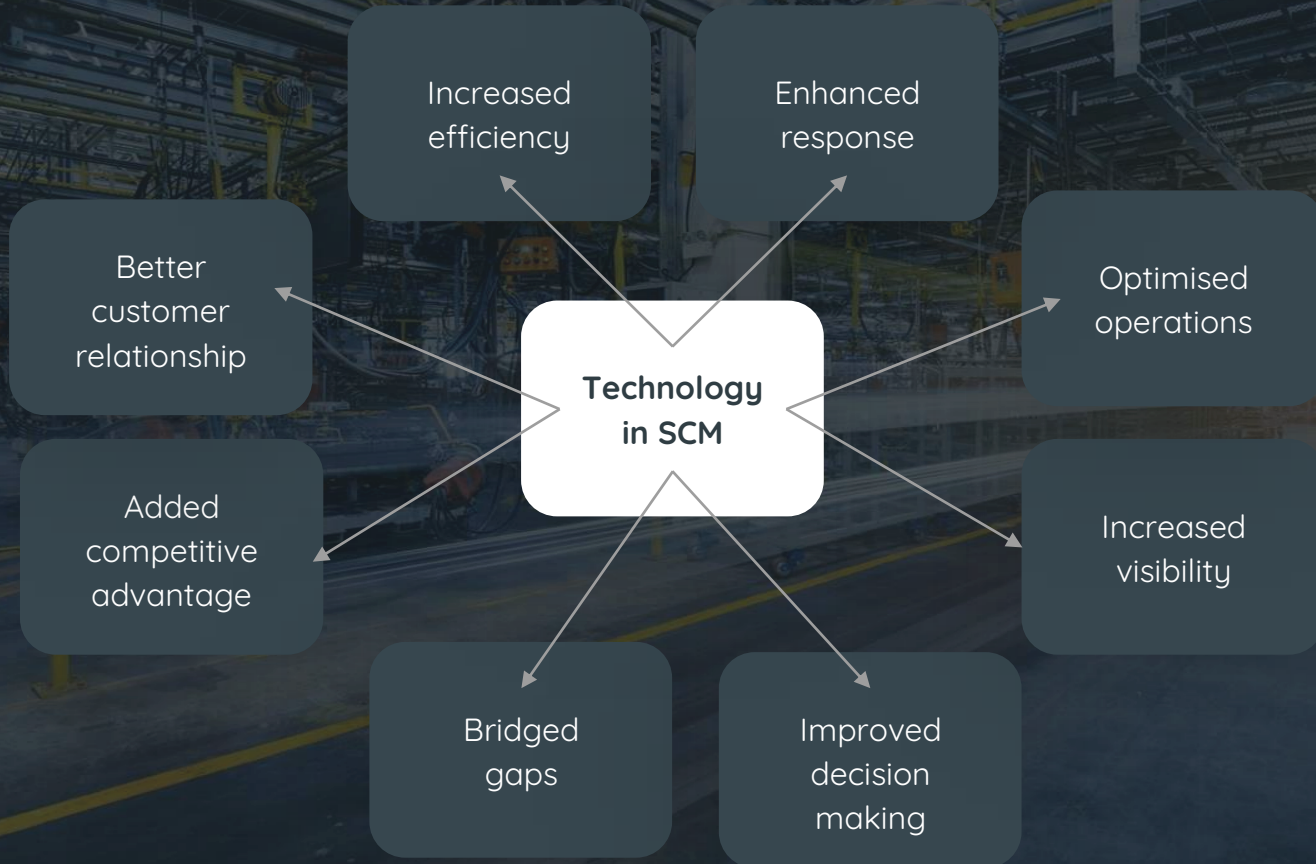 Increased
efficiency
Enhanced
response
Better
customer
relationship
Optimised
operations
Technology
in SCM
Added
competitive
advantage
Increased
visibility
Bridged
gaps
Improved
decision
making